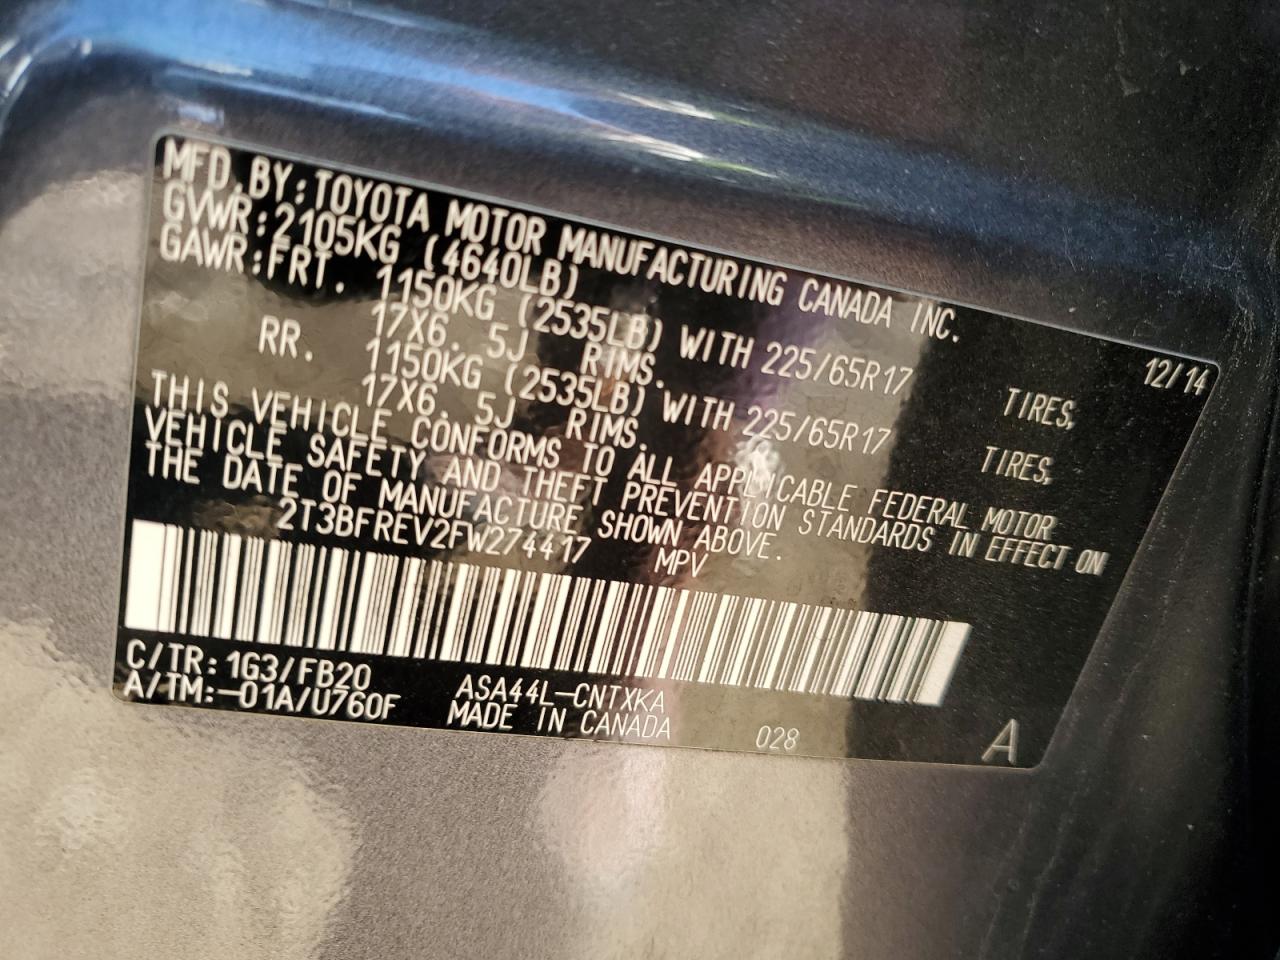 MFD.BY:TOYOTA MOTOR MANUFACTURING CANADA INC.
12/14
GVWR:2105KG (4640LB)
GAWR:FRT. 1150KG (2535LB) WITH 225/65R17 TIRES,
17X6.5J RIMS.
RR. 1150KG (2535LB) WITH 225/65R17 TIRES,
17X6.5J RIMS.
THIS VEHICLE CONFORMS TO ALL APPLICABLE FEDERAL MOTOR
VEHICLE SAFETY AND THEFT PREVENTION STANDARDS IN EFFECT ON
THE DATE OF MANUFACTURE SHOWN ABOVE.
2T3BFREV2FW274417 MPV
C/TR:1G3/FB20 ASA44L-CNTXKA
A/TM:-01A/U760F MADE IN CANADA 028 A